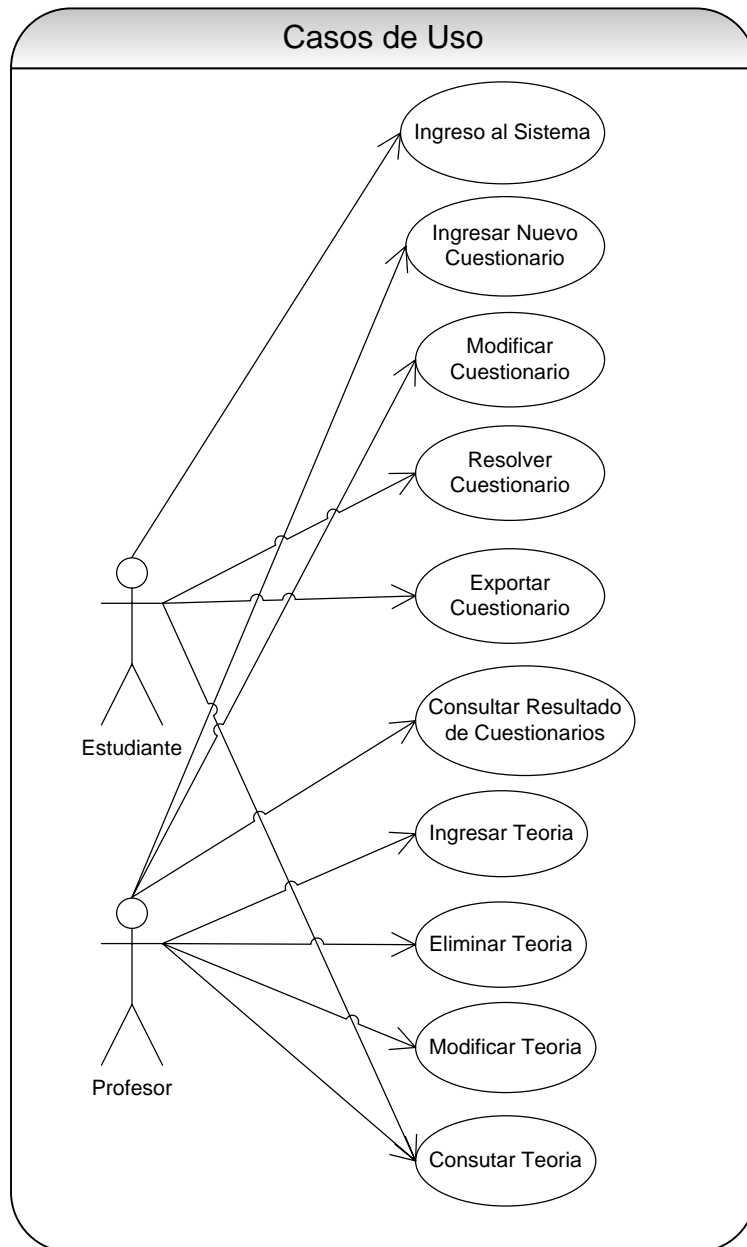 Casos de Uso
Ingreso al Sistema
Ingresar Nuevo
Cuestionario
Modificar
Cuestionario
Resolver
Cuestionario
Exportar
Cuestionario
Estudiante
Consultar Resultado
de Cuestionarios
Ingresar Teoria
Eliminar Teoria
Modificar Teoria
Profesor
Consutar Teoria